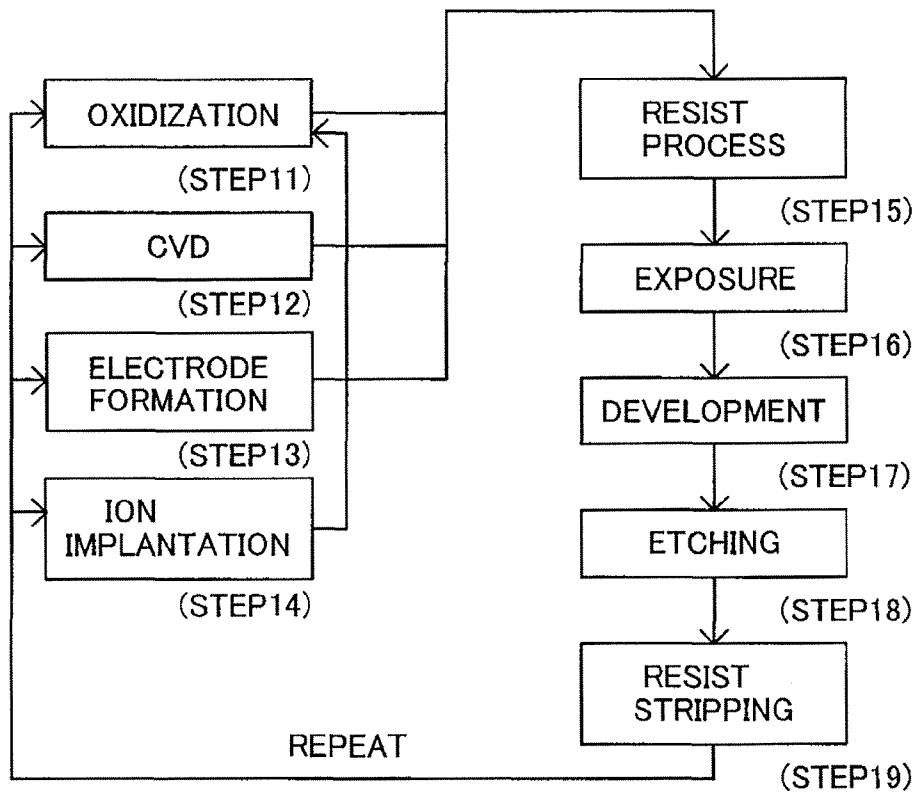 OXIDIZATION
(STEP11)
CVD
(STEP12)
ELECTRODE
FORMATION
(STEP13)
ION
IMPLANTATION
(STEP14)
RESIST
PROCESS
(STEP15)
EXPOSURE
(STEP16)
DEVELOPMENT
(STEP17)
ETCHING
(STEP18)
RESIST
STRIPPING
(STEP19)
REPEAT